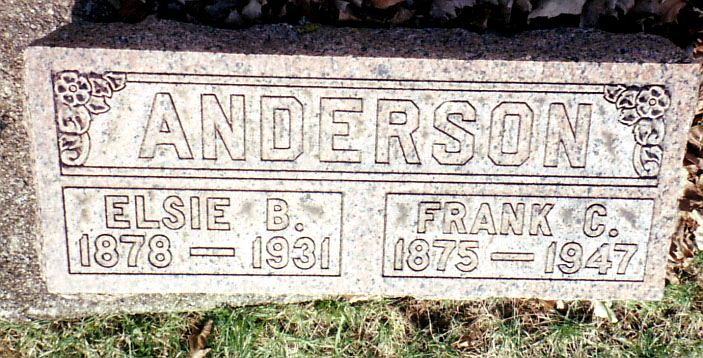 ANDERSON
ELSIE B.
1878 — 1931
FRANK C.
1875 — 1947